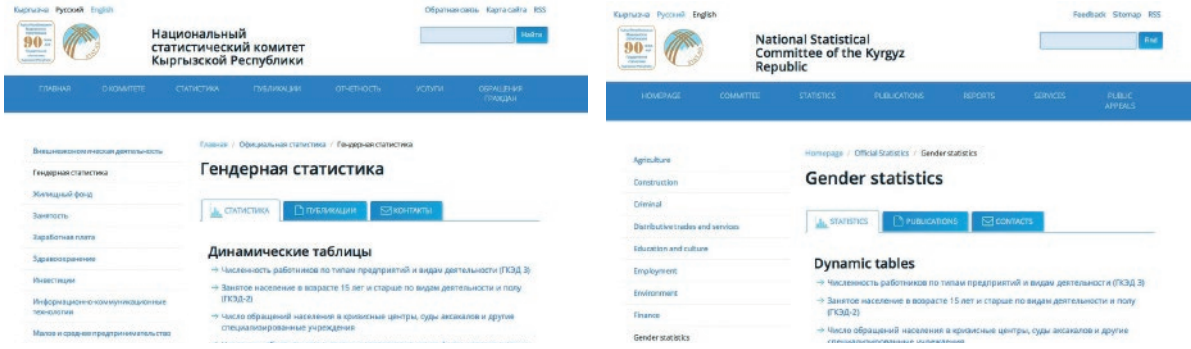 Кыргызча Русский English
Обратная связь Карта сайта RSS
90
Национальный
статистический комитет
Кыргызской Республики
Найти
ГЛАВНАЯ О КОМИТЕТЕ СТАТИСТИКА ПУБЛИКАЦИИ ОТЧЕТНОСТЬ УСЛУГИ ОБРАЩЕНИЯ
ГРАЖДАН
Внешнеэкономическая деятельность
Гендерная статистика
Жилищный фонд
Занятость
Заработная плата
Здравоохранение
Инвестиции
Информационно-коммуникационные
технологии
Малое и среднее предпринимательство
Главная / Официальная статистика / Гендерная статистика
Гендерная статистика
СТАТИСТИКА ПУБЛИКАЦИИ КОНТАКТЫ
Динамические таблицы
→ Численность работников по типам предприятий и видам деятельности (ГКЭД 3)
→ Занятое население в возрасте 15 лет и старше по видам деятельности и полу
(ГКЭД-2)
→ Число обращений населения в кризисные центры, суды аксакалов и другие
специализированные учреждения
Кыргызча Русский English
Feedback Sitemap RSS
90
National Statistical
Committee of the Kyrgyz
Republic
Find
HOMEPAGE COMMITTEE STATISTICS PUBLICATIONS REPORTS SERVICES PUBLIC
APPEALS
Agriculture
Construction
Criminal
Distributive trades and services
Education and culture
Employment
Environment
Finance
Gender statistics
Homepage / Official Statistics / Gender statistics
Gender statistics
STATISTICS PUBLICATIONS CONTACTS
Dynamic tables
→ Численность работников по типам предприятий и видам деятельности (ГКЭД 3)
→ Занятое население в возрасте 15 лет и старше по видам деятельности и полу
(ГКЭД-2)
→ Число обращений населения в кризисные центры, суды аксакалов и другие
специализированные учреждения